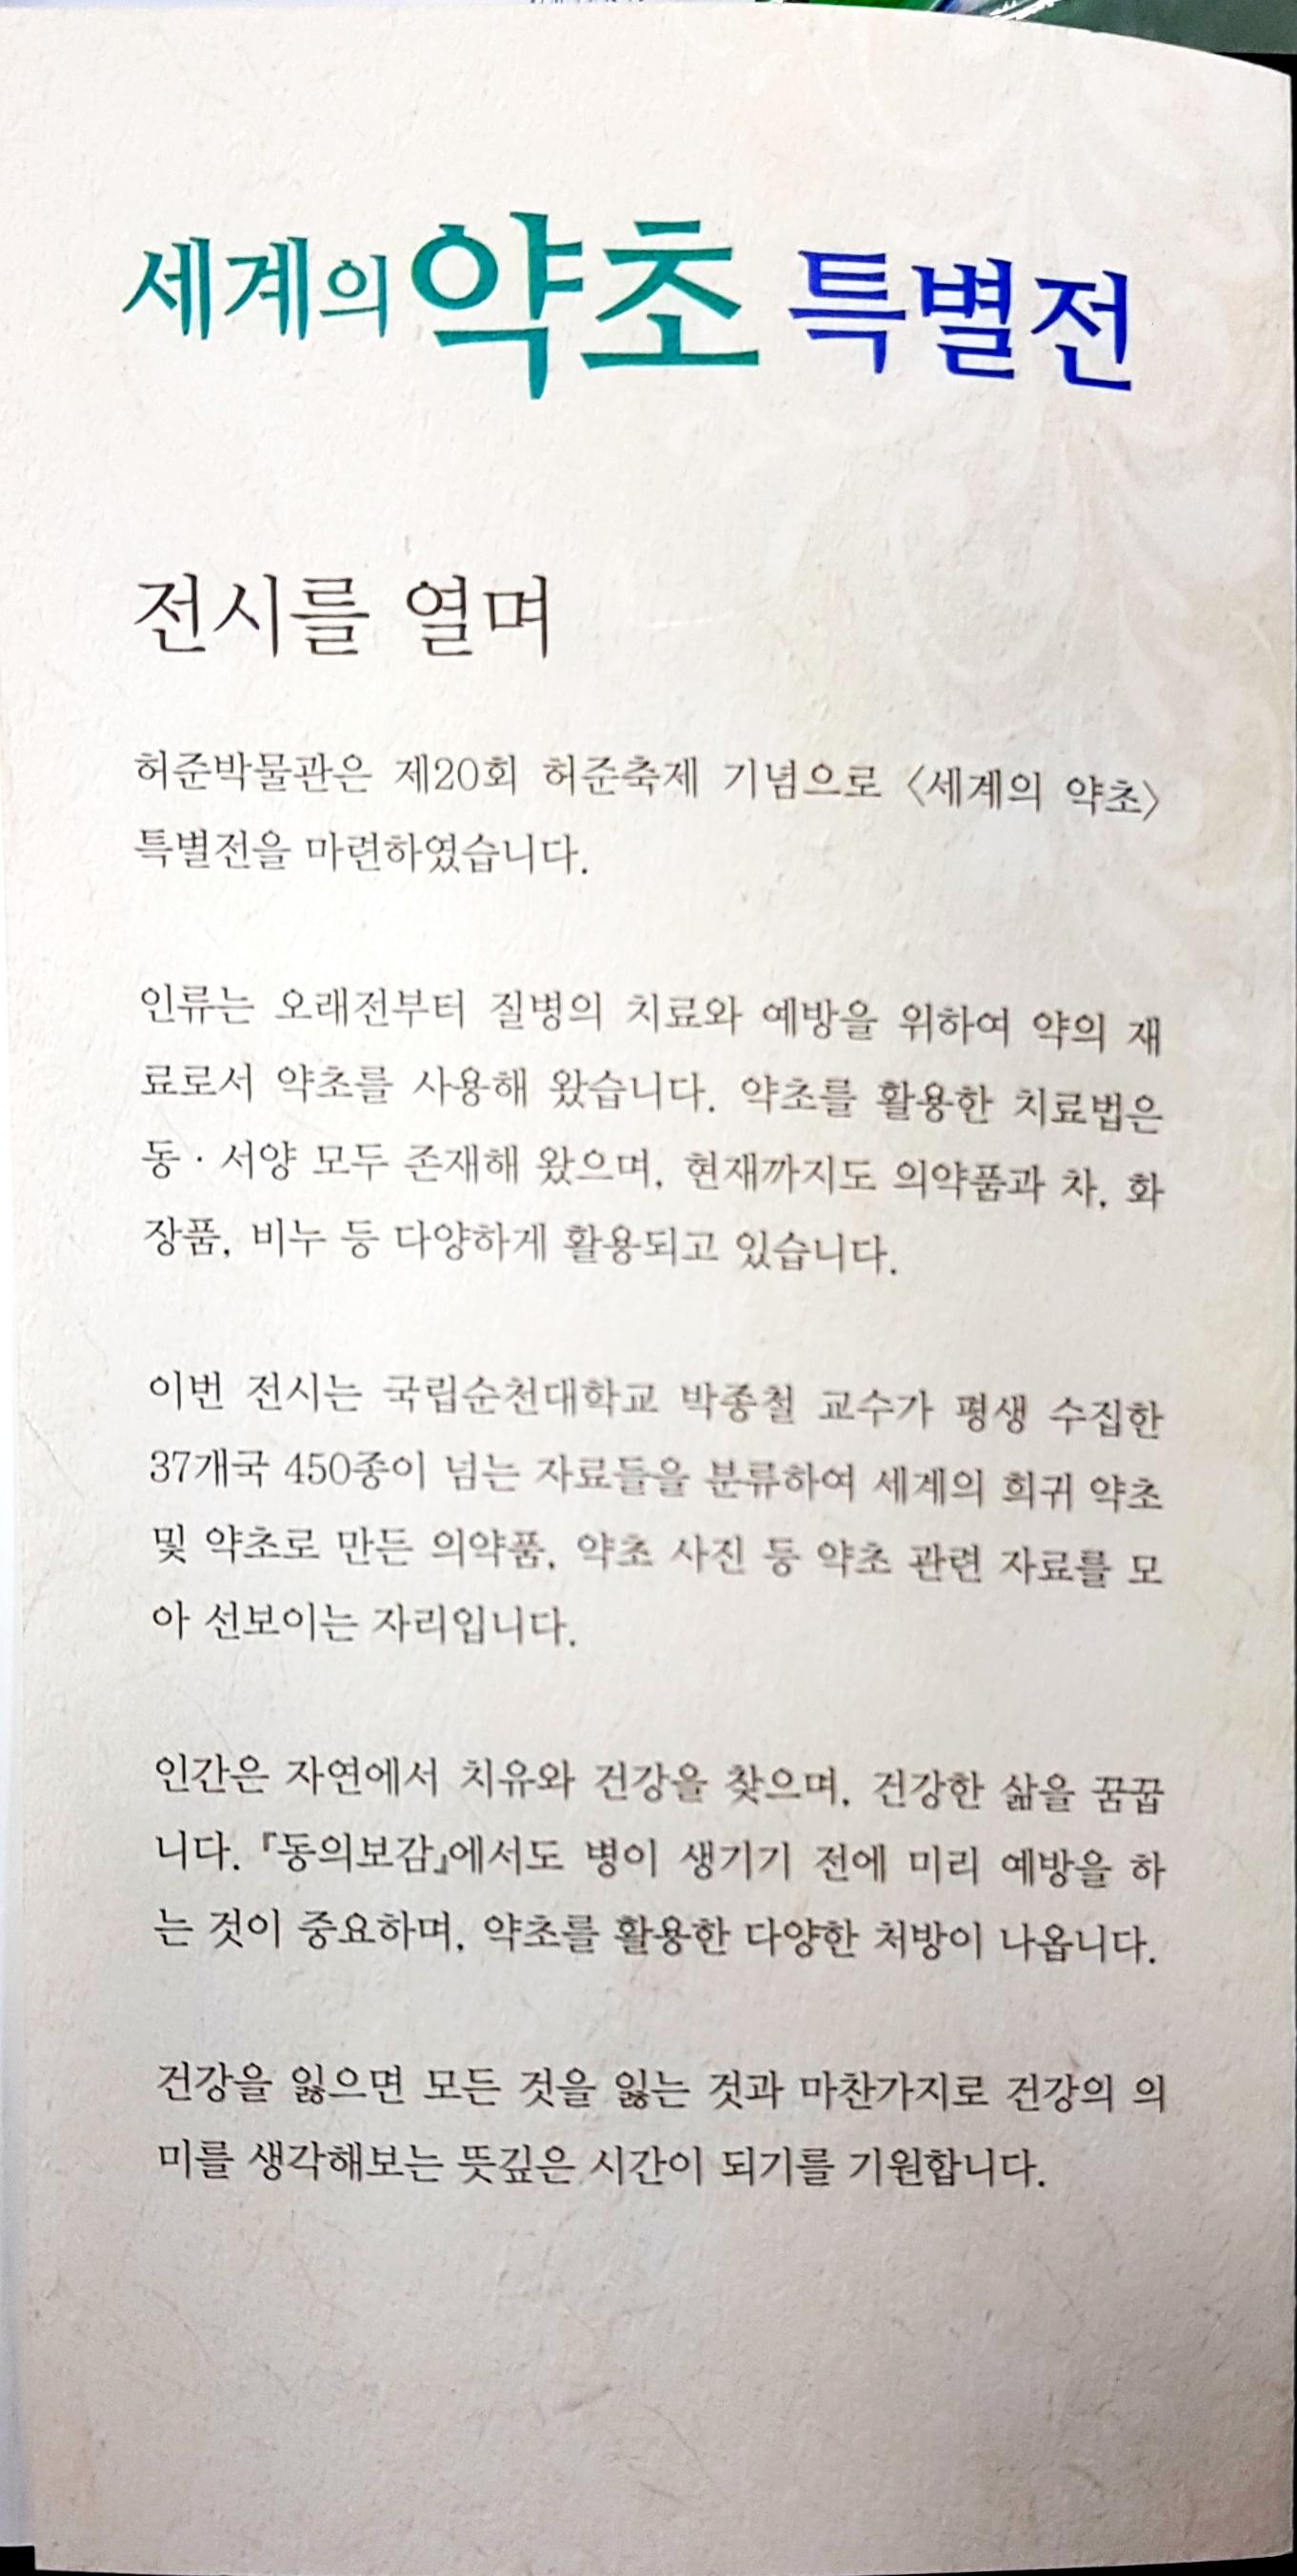 세계의 약초 특별전
전시를 열며
허준박물관은 제20회 허준축제 기념으로 〈세계의 약초〉
특별전을 마련하였습니다.
인류는 오래전부터 질병의 치료와 예방을 위하여 약의 재
료로서 약초를 사용해 왔습니다. 약초를 활용한 치료법은
동 · 서양 모두 존재해 왔으며, 현재까지도 의약품과 차, 화
장품, 비누 등 다양하게 활용되고 있습니다.
이번 전시는 국립순천대학교 박종철 교수가 평생 수집한
37개국 450종이 넘는 자료들을 분류하여 세계의 희귀 약초
및 약초로 만든 의약품, 약초 사진 등 약초 관련 자료를 모
아 선보이는 자리입니다.
인간은 자연에서 치유와 건강을 찾으며, 건강한 삶을 꿈꿉
니다. 『동의보감』에서도 병이 생기기 전에 미리 예방을 하
는 것이 중요하며, 약초를 활용한 다양한 처방이 나옵니다.
건강을 잃으면 모든 것을 잃는 것과 마찬가지로 건강의 의
미를 생각해보는 뜻깊은 시간이 되기를 기원합니다.